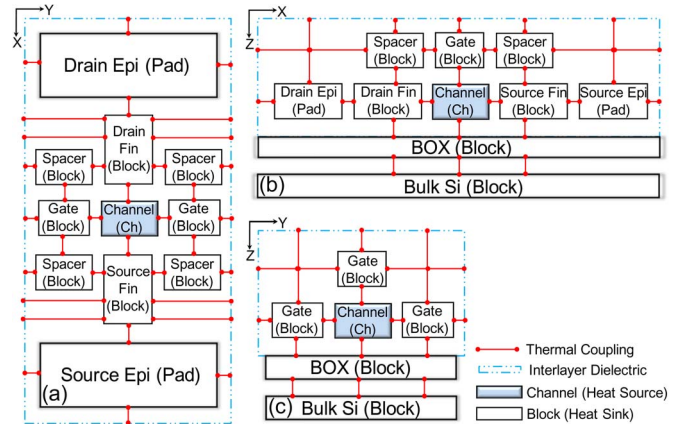 Y
X
Drain Epi (Pad)
Drain
Fin
(Block)
Spacer
(Block)
Spacer
(Block)
Gate
(Block)
Channel
(Ch)
Gate
(Block)
Spacer
(Block)
Source
Fin
(Block)
Spacer
(Block)
Source Epi (Pad)
(a)
X
Z
Spacer
(Block)
Gate
(Block)
Spacer
(Block)
Drain Epi
(Pad)
Drain Fin
(Block)
Channel
(Ch)
Source Fin
(Block)
Source Epi
(Pad)
BOX (Block)
Bulk Si (Block)
(b)
Y
Z
Gate
(Block)
Gate
(Block)
Channel
(Ch)
Gate
(Block)
BOX (Block)
Bulk Si (Block)
(c)
Thermal Coupling
Interlayer Dielectric
Channel (Heat Source)
Block (Heat Sink)